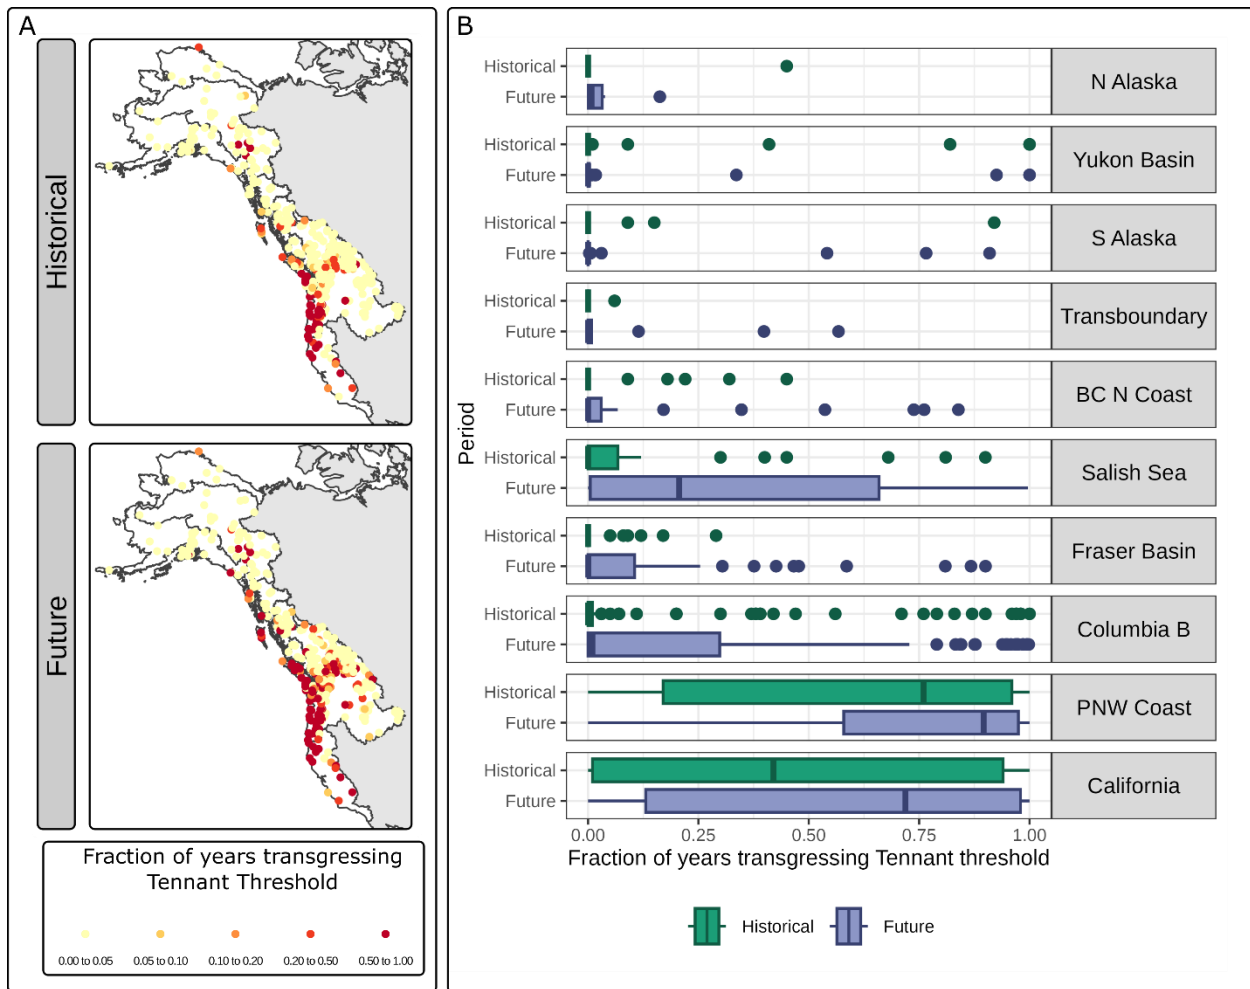 A
Historical
Future
Fraction of years transgressing
Tennant Threshold
0.00 to 0.05
0.05 to 0.10
0.10 to 0.20
0.20 to 0.50
0.50 to 1.00
B
Period
Historical
Future
N Alaska
Historical
Future
Yukon Basin
Historical
Future
S Alaska
Historical
Future
Transboundary
Historical
Future
BC N Coast
Historical
Future
Salish Sea
Historical
Future
Fraser Basin
Historical
Future
Columbia B
Historical
Future
PNW Coast
Historical
Future
California
0.00
0.25
0.50
0.75
1.00
Fraction of years transgressing Tennant threshold
Historical
Future